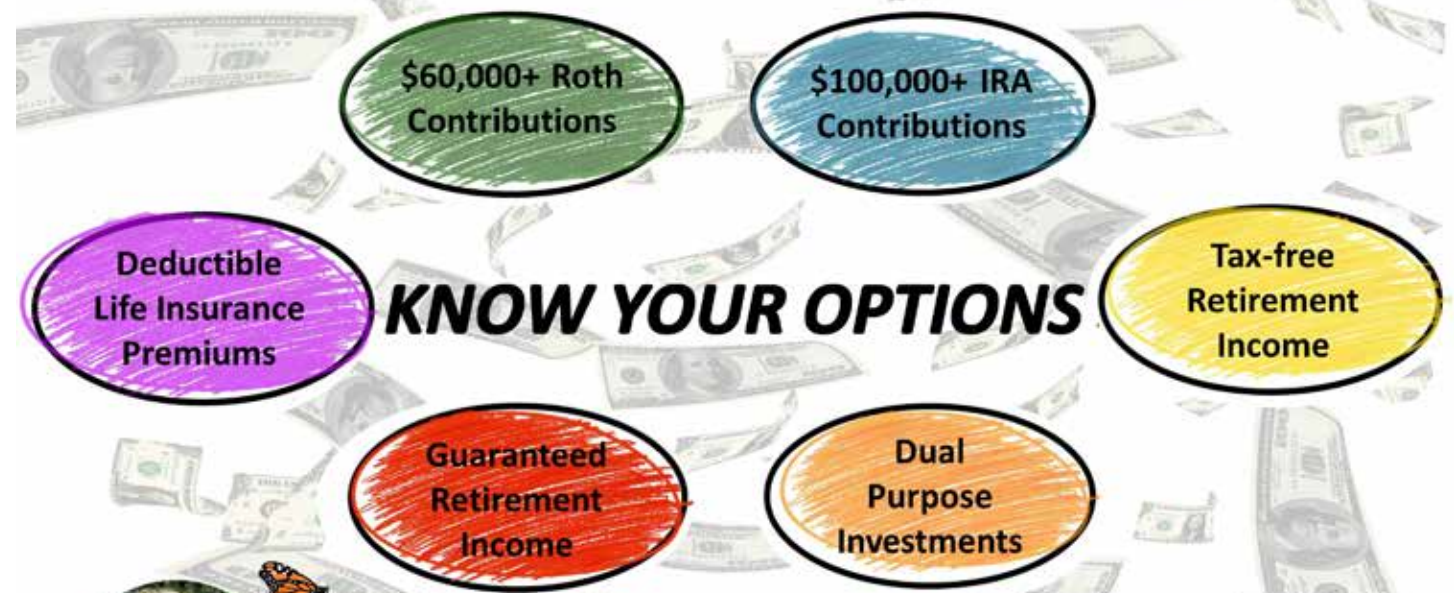 $60,000+ Roth
Contributions
$100,000+ IRA
Contributions
Deductible
Life Insurance
Premiums
KNOW YOUR OPTIONS
Tax-free
Retirement
Income
Guaranteed
Retirement
Income
Dual
Purpose
Investments